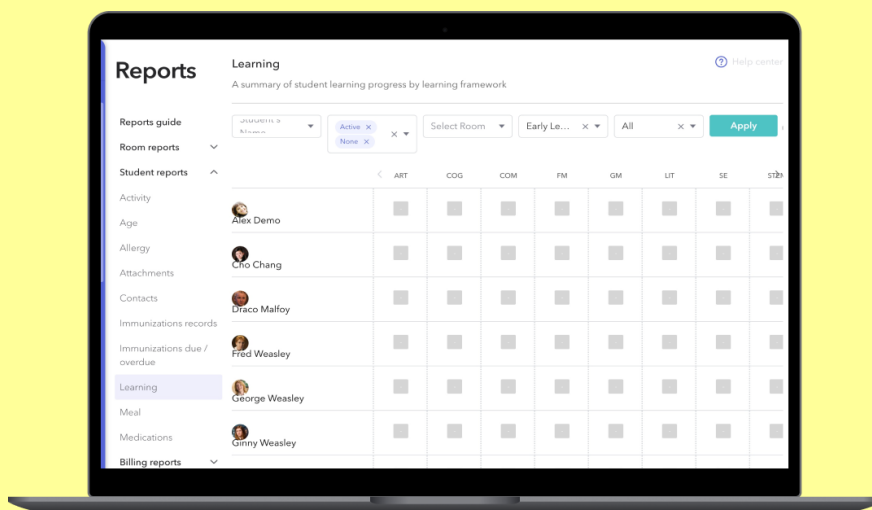 Reports
Reports guide
Room reports
Student reports
Activity
Age
Allergy
Attachments
Contacts
Immunizations records
Immunizations due /
overdue
Learning
Meal
Medications
Billing reports
Learning
Help center
A summary of student learning progress by learning framework
Student's
Name
Active ×
None ×
Select Room
Early Le...
All
Apply
ART COG COM FM GM LIT SE STEM
Alex Demo
Cho Chang
Draco Malfoy
Fred Weasley
George Weasley
Ginny Weasley